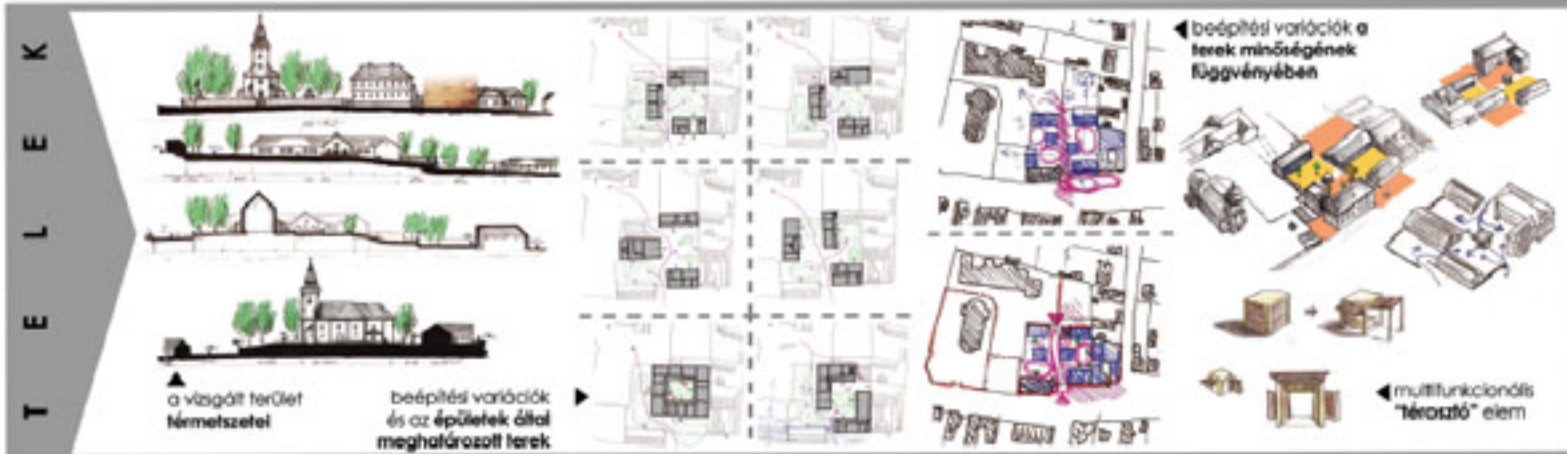 TELEK
a vizsgált terület
térmetszetei
beépítési variációk
és az épületek által
meghatározott terek
beépítési variációk a
terek minőségének
függvényében
multifunkcionális
"térosztó" elem